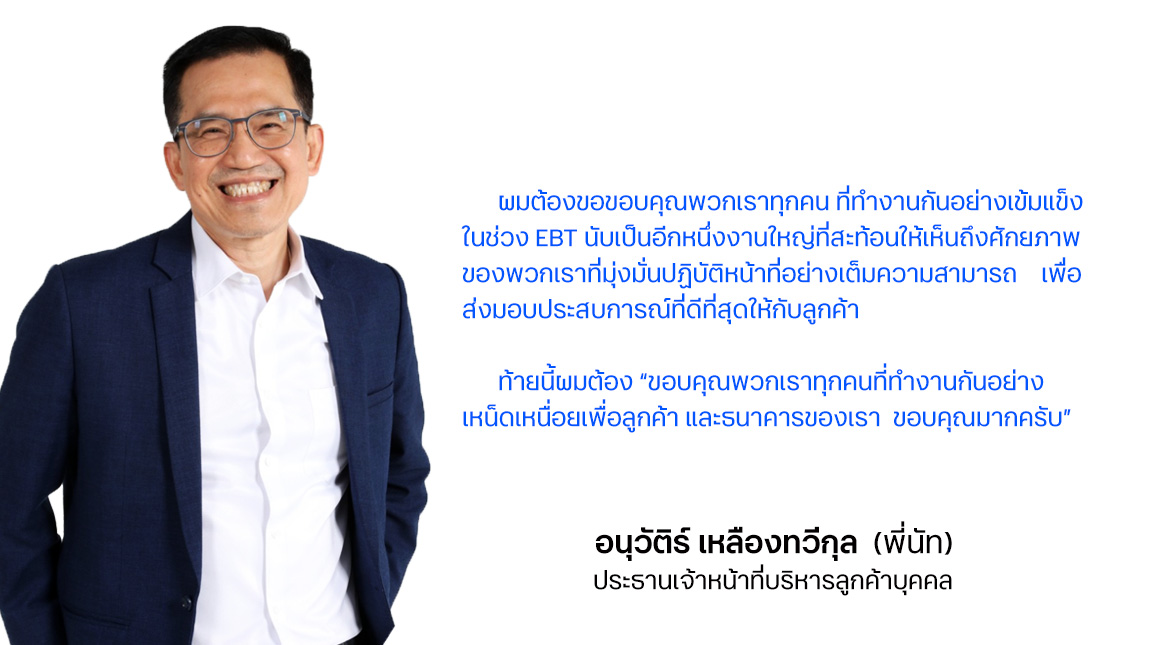 ผมต้องขอขอบคุณพวกเราทุกคน ที่ทำงานกันอย่างเข้มแข็ง
ในช่วง EBT นับเป็นอีกหนึ่งงานใหญ่ที่สะท้อนให้เห็นถึงศักยภาพ
ของพวกเราที่มุ่งมั่นปฏิบัติหน้าที่อย่างเต็มความสามารถ เพื่อ
ส่งมอบประสบการณ์ที่ดีที่สุดให้กับลูกค้า
ท้ายนี้ผมต้อง “ขอบคุณพวกเราทุกคนที่ทำงานกันอย่าง
เหน็ดเหนื่อยเพื่อลูกค้า และธนาคารของเรา ขอบคุณมากครับ”
อนุวัติร์ เหลืองทวีกุล (พี่นัท)
ประธานเจ้าหน้าที่บริหารลูกค้าบุคคล